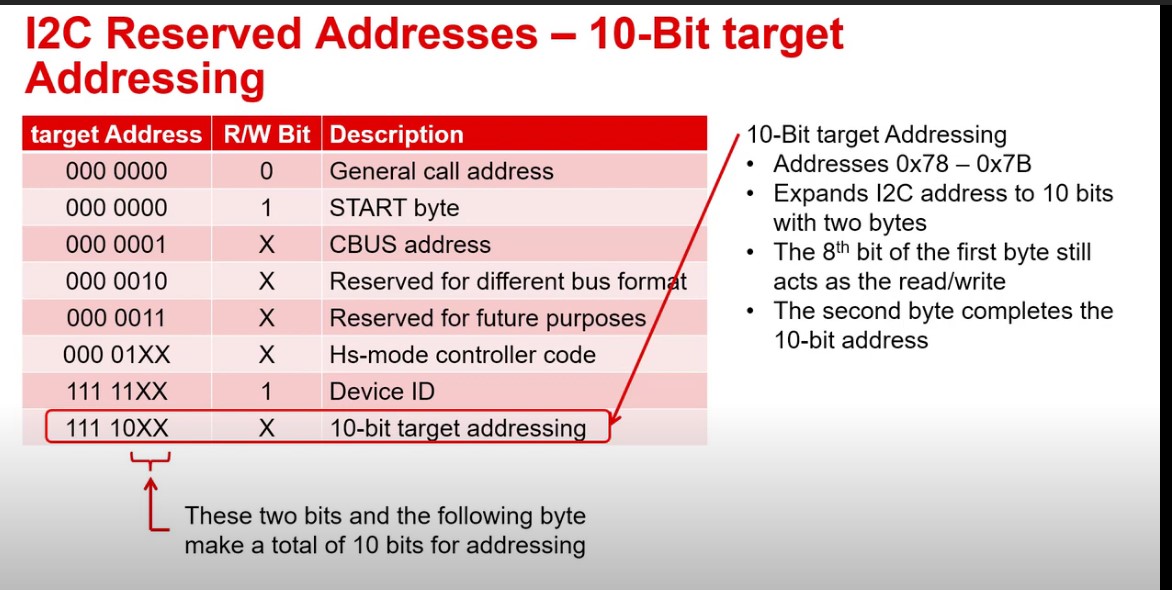 I2C Reserved Addresses – 10-Bit target
Addressing
target Address R/W Bit Description
000 0000 0 General call address
000 0000 1 START byte
000 0001 X CBUS address
000 0010 X Reserved for different bus format
000 0011 X Reserved for future purposes
000 01XX X Hs-mode controller code
111 11XX 1 Device ID
111 10XX X 10-bit target addressing
These two bits and the following byte
make a total of 10 bits for addressing
10-Bit target Addressing
• Addresses 0x78 – 0x7B
• Expands I2C address to 10 bits
with two bytes
• The 8th bit of the first byte still
acts as the read/write
• The second byte completes the
10-bit address